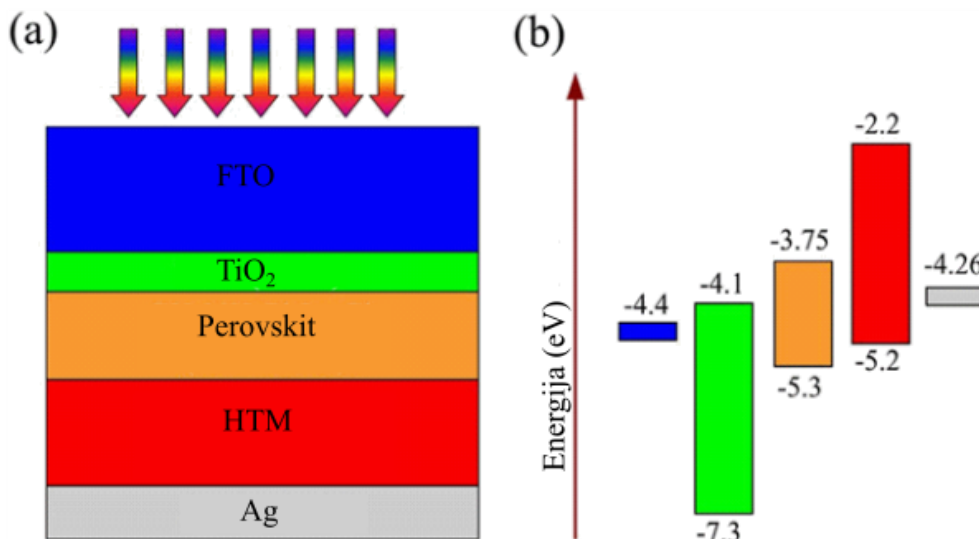 (a)
FTO
TiO₂
Perovskit
HTM
Ag
(b)
Energija (eV)
-4.4
-4.1
-7.3
-3.75
-5.3
-2.2
-5.2
-4.26